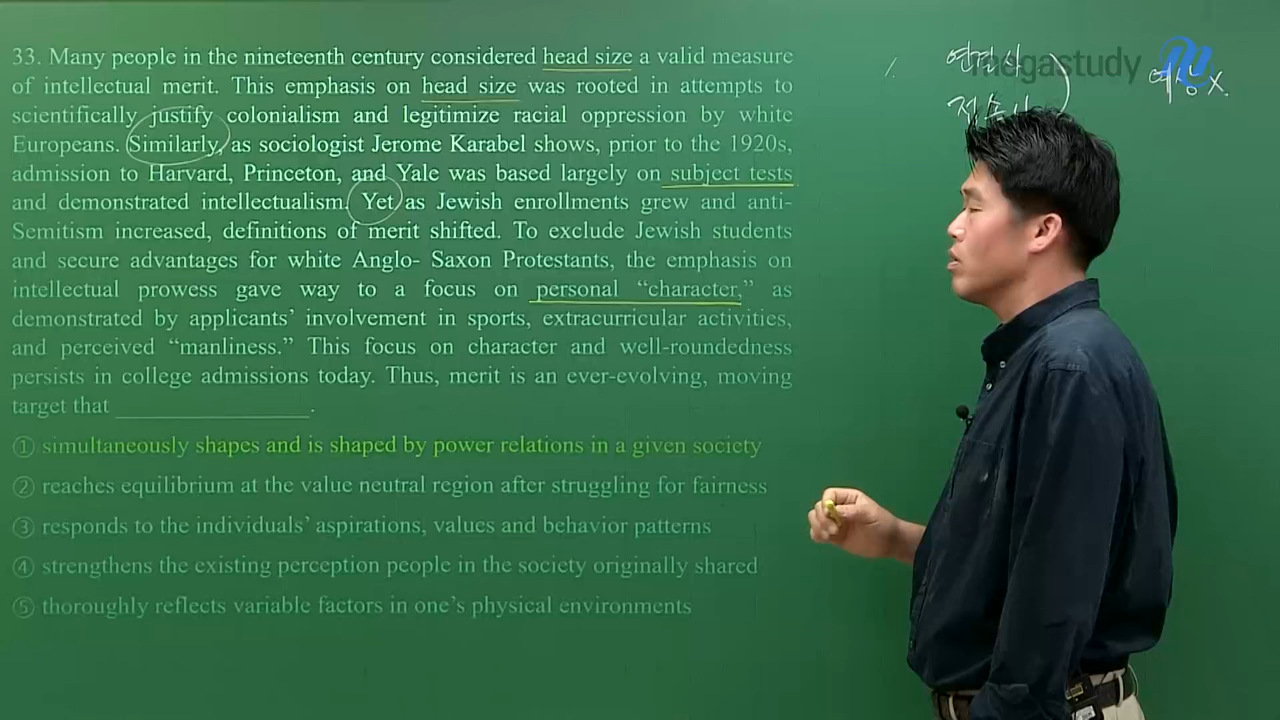 33. Many people in the nineteenth century considered head size a valid measure
of intellectual merit. This emphasis on head size was rooted in attempts to
scientifically justify colonialism and legitimize racial oppression by white
Europeans. Similarly, as sociologist Jerome Karabel shows, prior to the 1920s,
admission to Harvard, Princeton, and Yale was based largely on subject tests
and demonstrated intellectualism. Yet as Jewish enrollments grew and anti-
Semitism increased, definitions of merit shifted. To exclude Jewish students
and secure advantages for white Anglo- Saxon Protestants, the emphasis on
intellectual prowess gave way to a focus on personal “character,” as
demonstrated by applicants’ involvement in sports, extracurricular activities,
and perceived “manliness.” This focus on character and well-roundedness
persists in college admissions today. Thus, merit is an ever-evolving, moving
target that ____________________.
① simultaneously shapes and is shaped by power relations in a given society
② reaches equilibrium at the value neutral region after struggling for fairness
③ responds to the individuals’ aspirations, values and behavior patterns
④ strengthens the existing perception people in the society originally shared
⑤ thoroughly reflects variable factors in one’s physical environments
megastudy
예상 x.